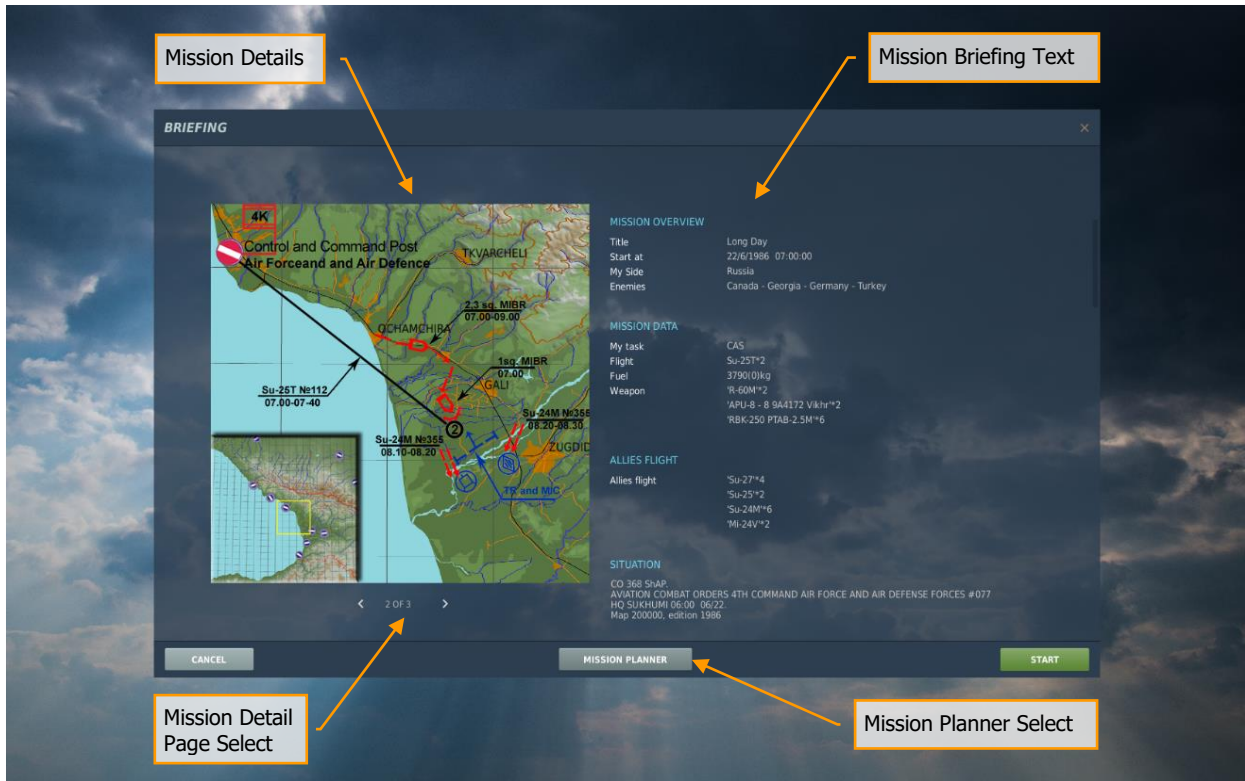 Mission Details
Mission Briefing Text
BRIEFING
×
4K
Control and Command Post
Air Forceand and Air Defence
TKVARCHELI
2,3 sq. MIBR
07.00-09.00
OCHAMCHIRA
1sq. MIBR
07.00
GALI
Su-25T №112
07.00-07-40
Su-24M №355
08.20-08.30
2
Su-24M №355
08.10-08.20
ZUGDID
TR and MIC
< 2 OF 3 >
MISSION OVERVIEW
Title Long Day
Start at 22/6/1986 07:00:00
My Side Russia
Enemies Canada - Georgia - Germany - Turkey
MISSION DATA
My task CAS
Flight Su-25T*2
Fuel 3790(0)kg
Weapon 'R-60M'*2
'APU-8 - 8 9A4172 Vikhr'*2
'RBK-250 PTAB-2.5M'*6
ALLIES FLIGHT
Allies flight 'Su-27'*4
'Su-25'*2
'Su-24M'*6
'Mi-24V'*2
SITUATION
CO 368 ShAP.
AVIATION COMBAT ORDERS 4TH COMMAND AIR FORCE AND AIR DEFENSE FORCES #077
HQ SUKHUMI 06:00 06/22.
Map 200000, edition 1986
CANCEL
MISSION PLANNER
START
Mission Detail
Page Select
Mission Planner Select